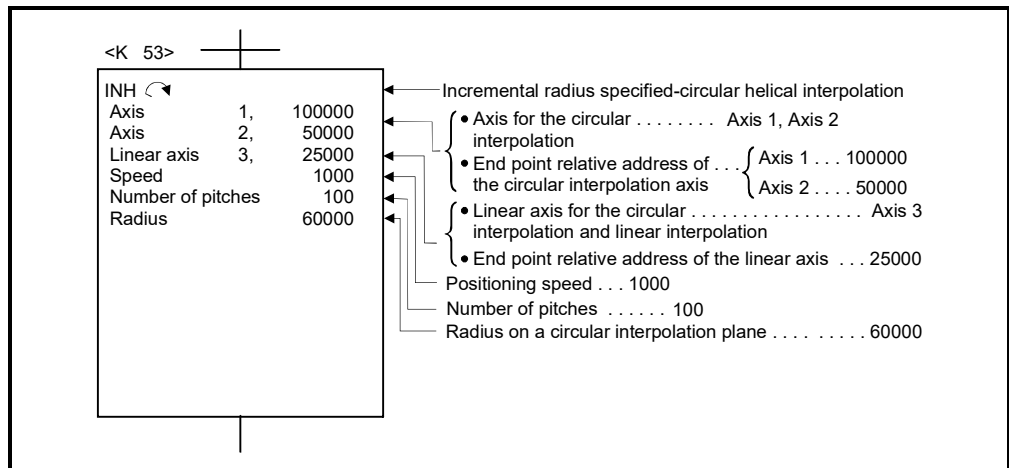 <K 53>
INH
Axis 1, 100000
Axis 2, 50000
Linear axis 3, 25000
Speed 1000
Number of pitches 100
Radius 60000
Incremental radius specified-circular helical interpolation
• Axis for the circular . . . . . . . . Axis 1, Axis 2
interpolation
• End point relative address of . . .
the circular interpolation axis
Axis 1 . . . 100000
Axis 2 . . . . 50000
• Linear axis for the circular . . . . . . . . . . . . . . . . . Axis 3
interpolation and linear interpolation
• End point relative address of the linear axis . . . 25000
Positioning speed . . . 1000
Number of pitches . . . . . . 100
Radius on a circular interpolation plane . . . . . . . . . 60000